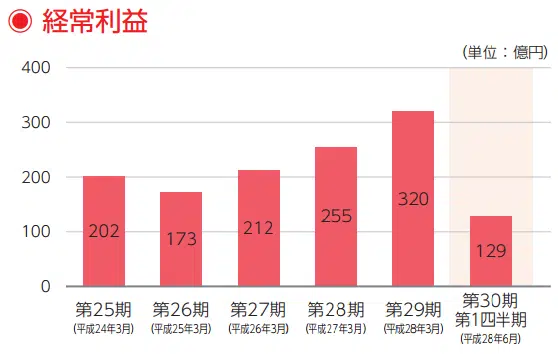 経常利益
(単位：億円)
400
300
200
100
0
202
173
212
255
320
129
第25期
(平成24年3月)
第26期
(平成25年3月)
第27期
(平成26年3月)
第28期
(平成27年3月)
第29期
(平成28年3月)
第30期
第1四半期
(平成28年6月)